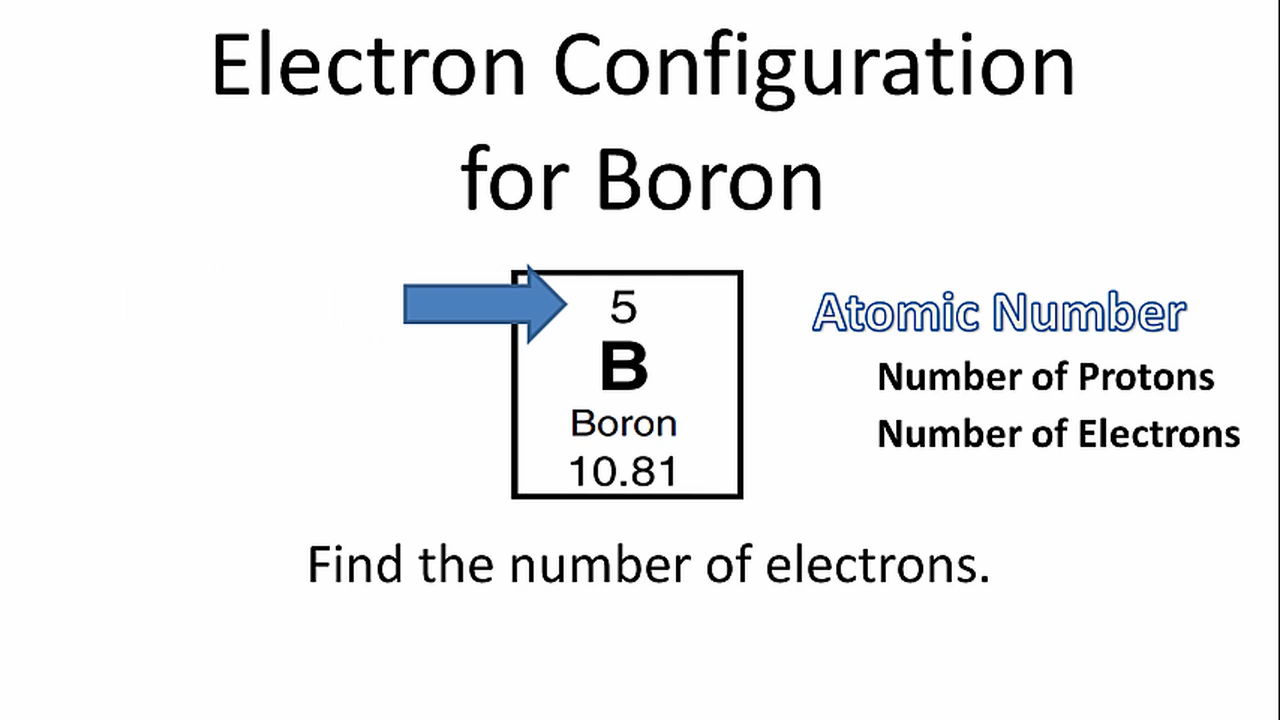 Electron Configuration
for Boron
5
B
Boron
10.81
Atomic Number
Number of Protons
Number of Electrons
Find the number of electrons.